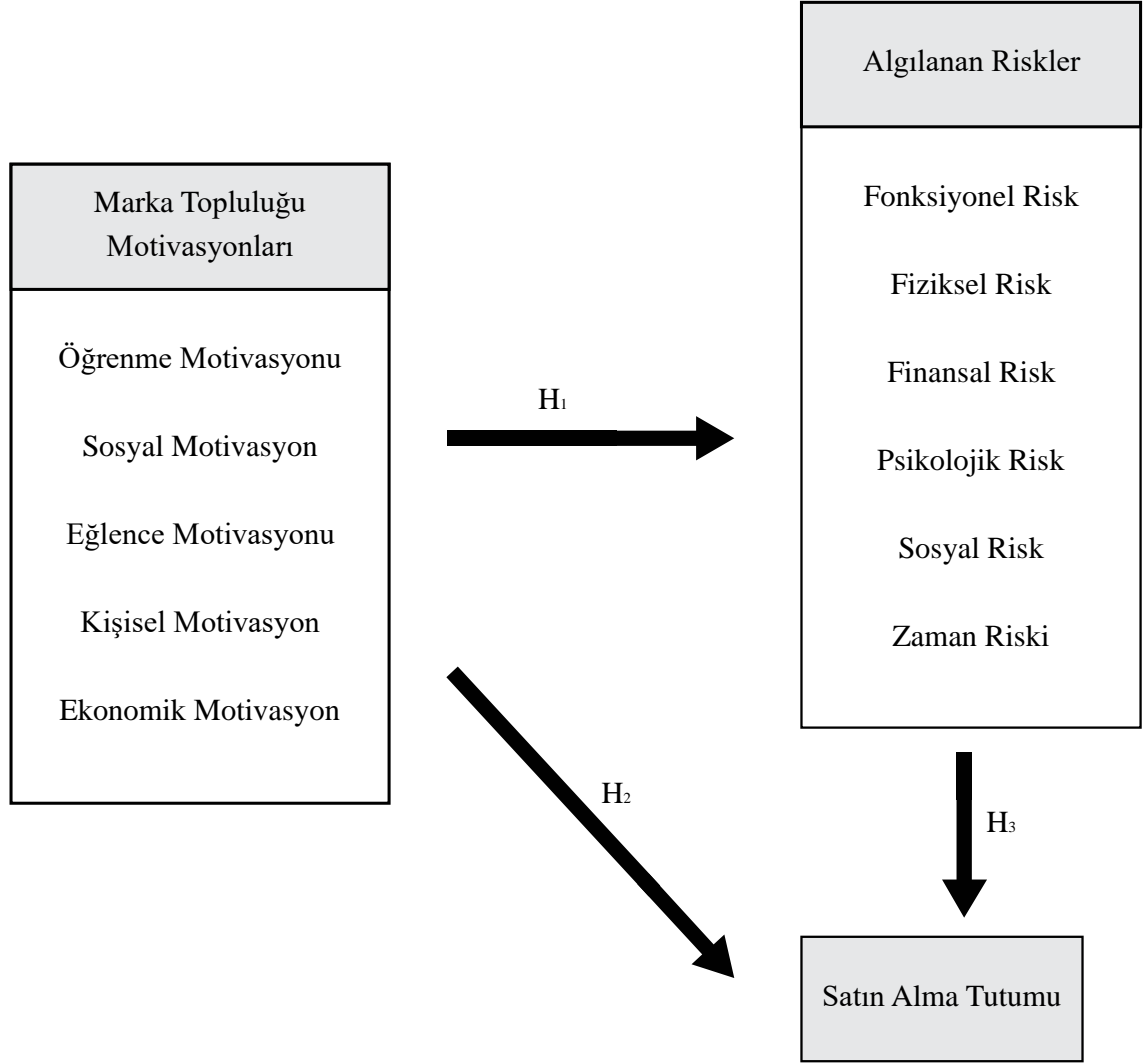 Marka Topluluğu
Motivasyonları
Öğrenme Motivasyonu
Sosyal Motivasyon
Eğlence Motivasyonu
Kişisel Motivasyon
Ekonomik Motivasyon
H₁
H₂
Algılanan Riskler
Fonksiyonel Risk
Fiziksel Risk
Finansal Risk
Psikolojik Risk
Sosyal Risk
Zaman Riski
H₃
Satın Alma Tutumu